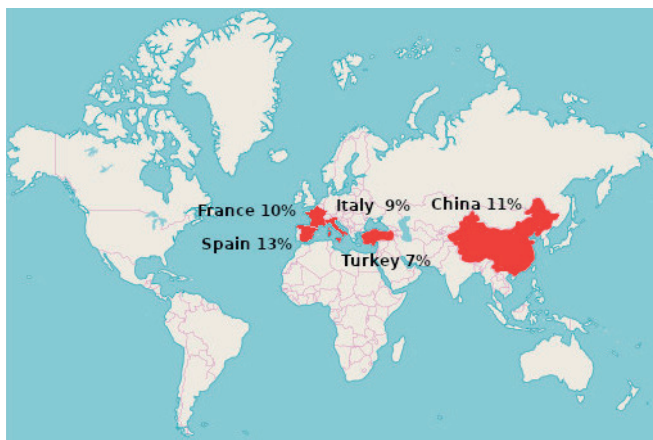 France 10%
Italy 9%
China 11%
Spain 13%
Turkey 7%